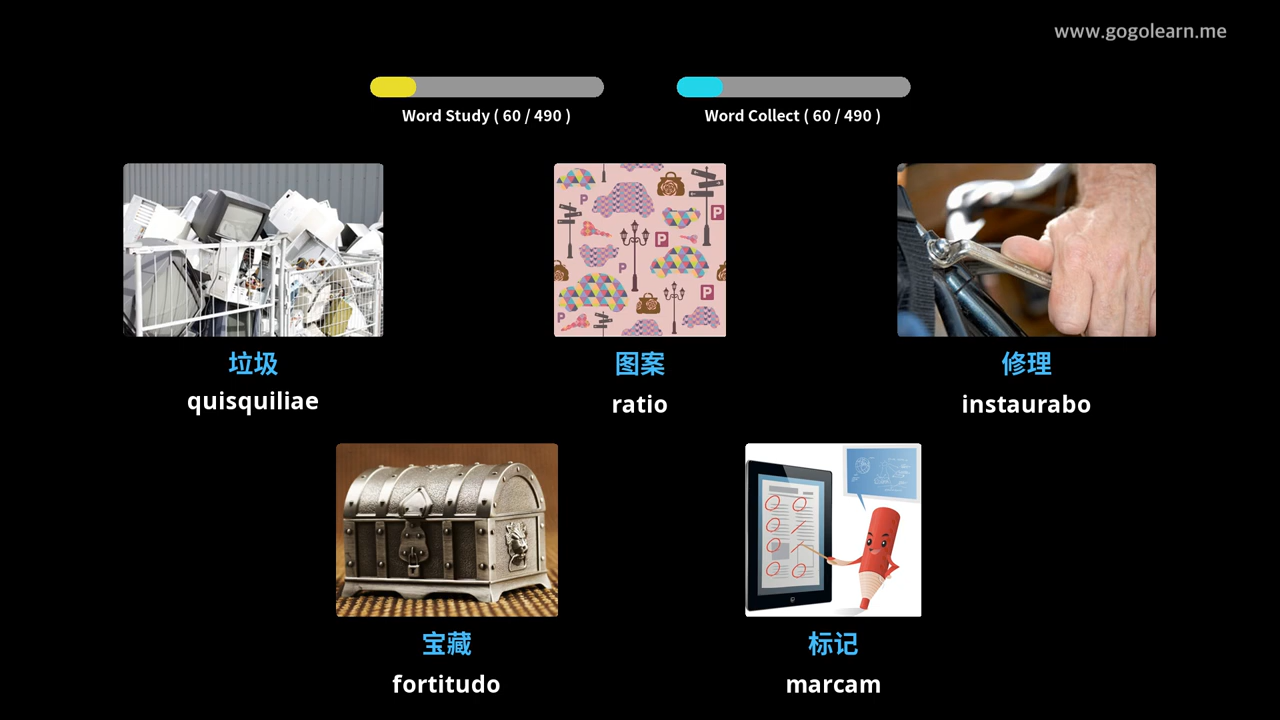 www.gogolearn.me
Word Study ( 60 / 490 )
Word Collect ( 60 / 490 )
垃圾
quisquiliae
图案
ratio
修理
instaurabo
宝藏
fortitudo
标记
marcam